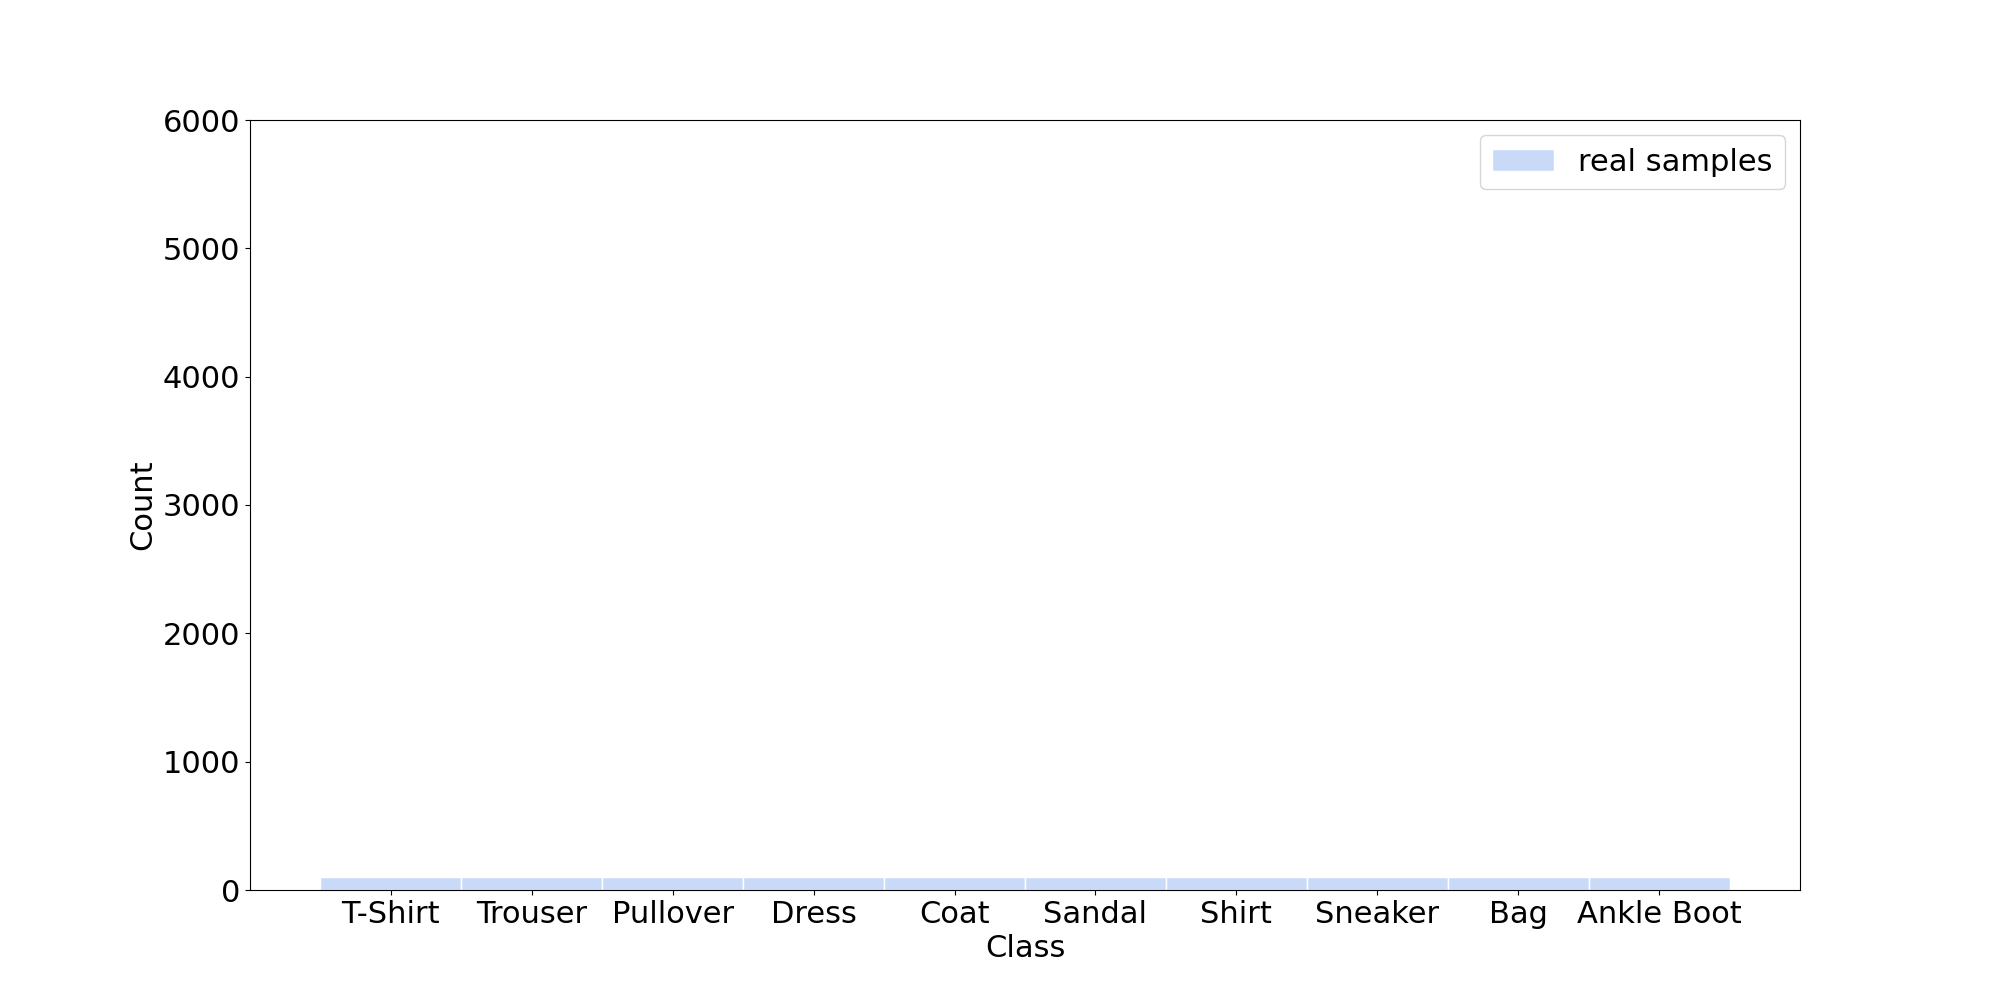 6000
real samples
5000
4000
Count
3000
2000
1000
0
T-Shirt Trouser Pullover Dress Coat Sandal Shirt Sneaker Bag Ankle Boot
Class